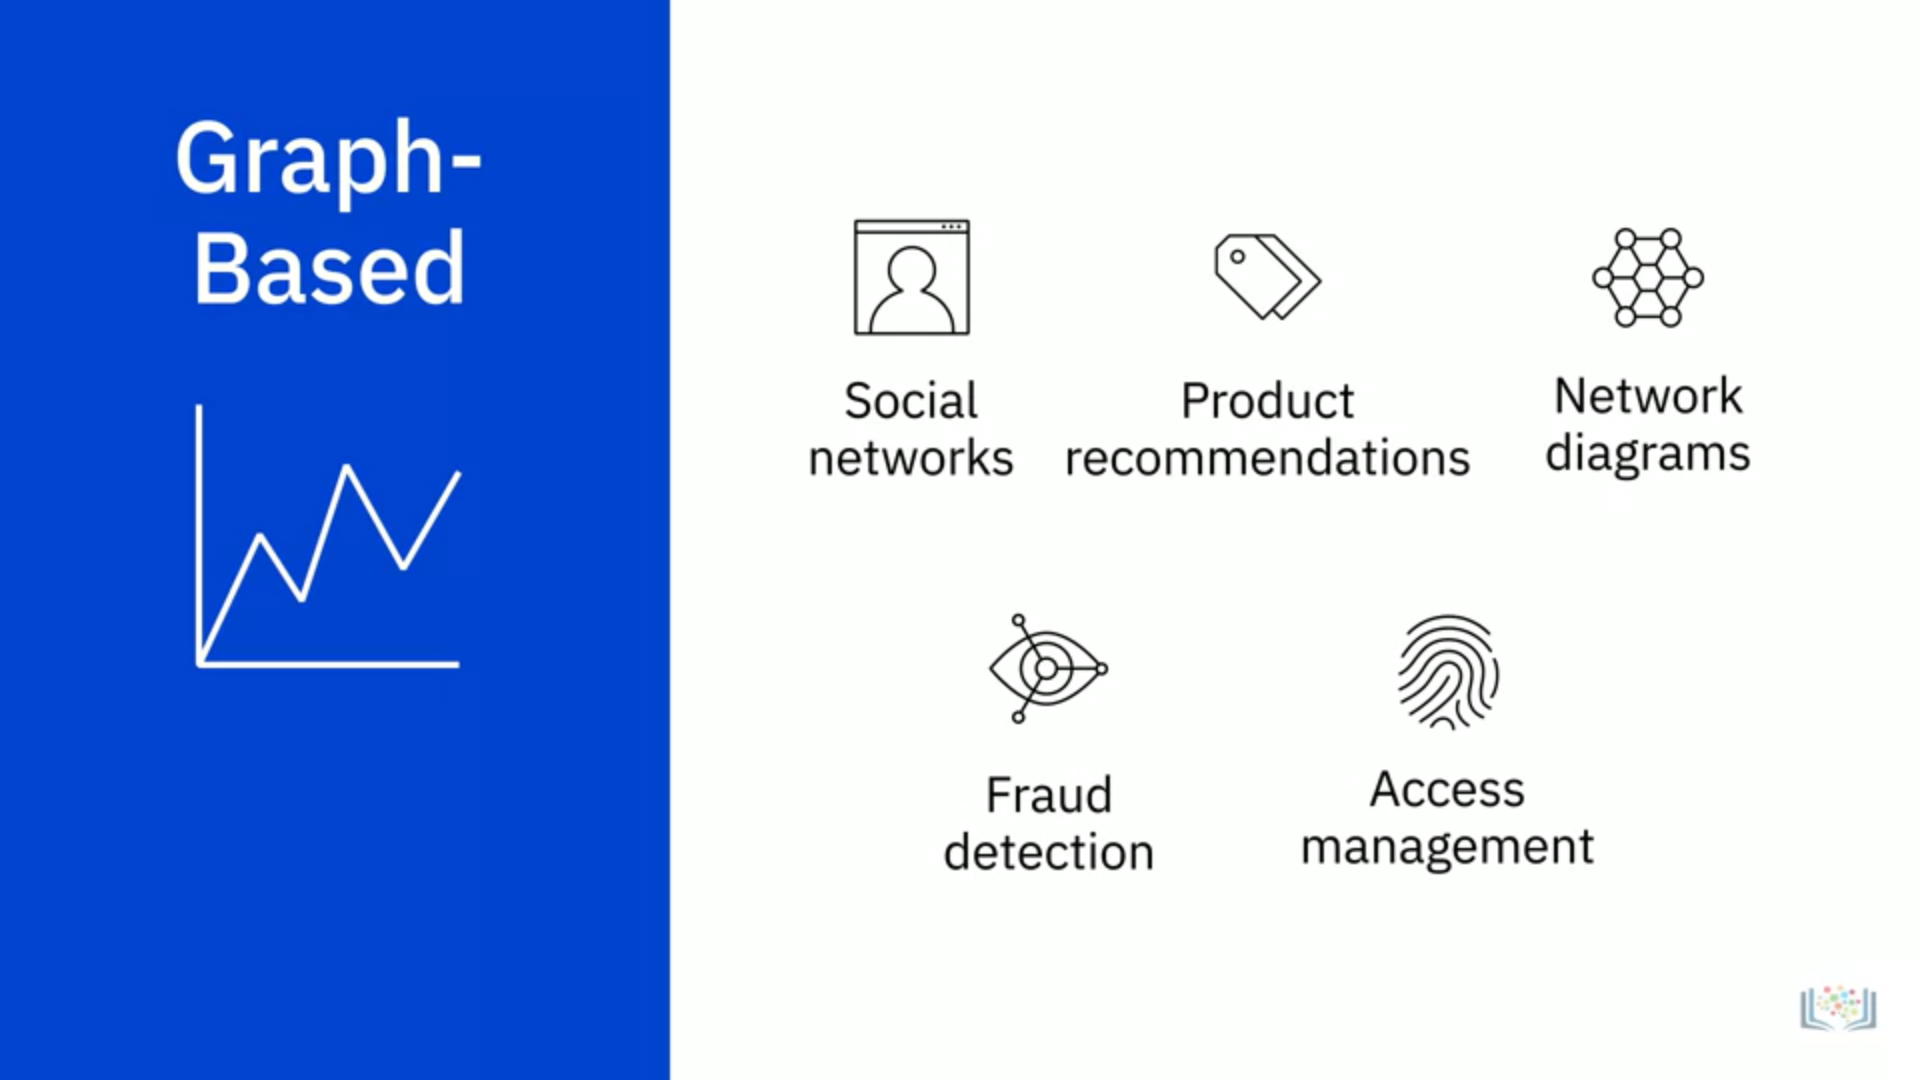 Graph-
Based
Social
networks
Product
recommendations
Network
diagrams
Fraud
detection
Access
management